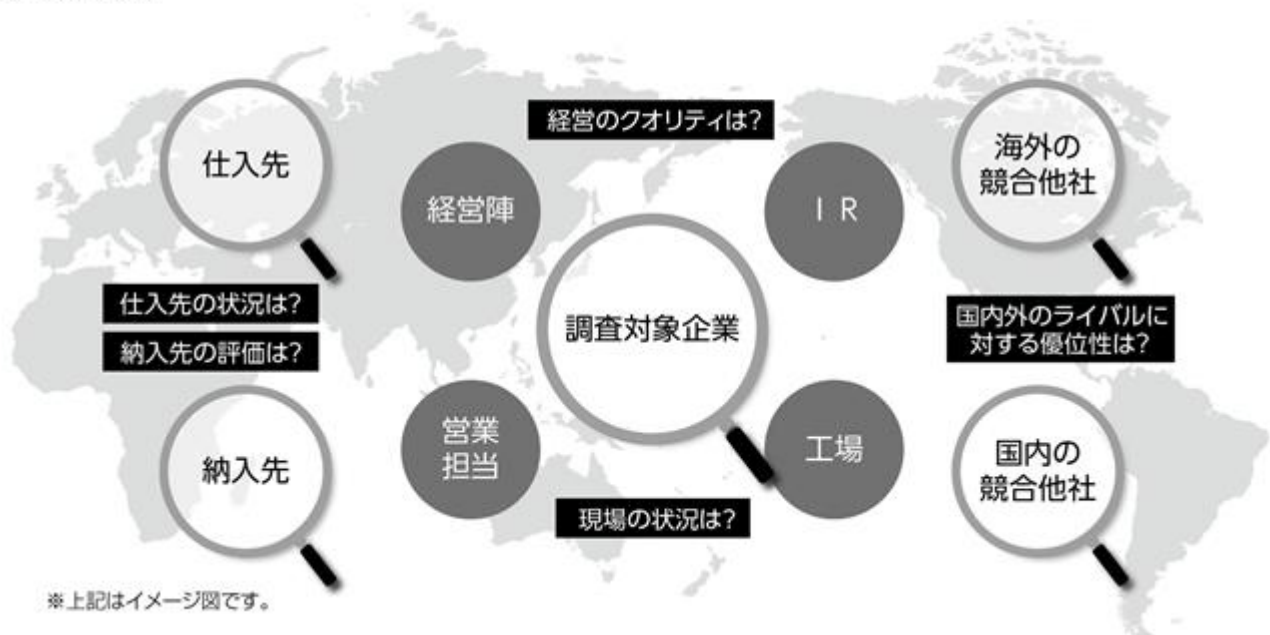 経営のクオリティは?
仕入先
経営陣
I R
海外の
競合他社
仕入先の状況は?
納入先の評価は?
調査対象企業
国内外のライバルに
対する優位性は?
納入先
営業
担当
工場
国内の
競合他社
現場の状況は?
※上記はイメージ図です。